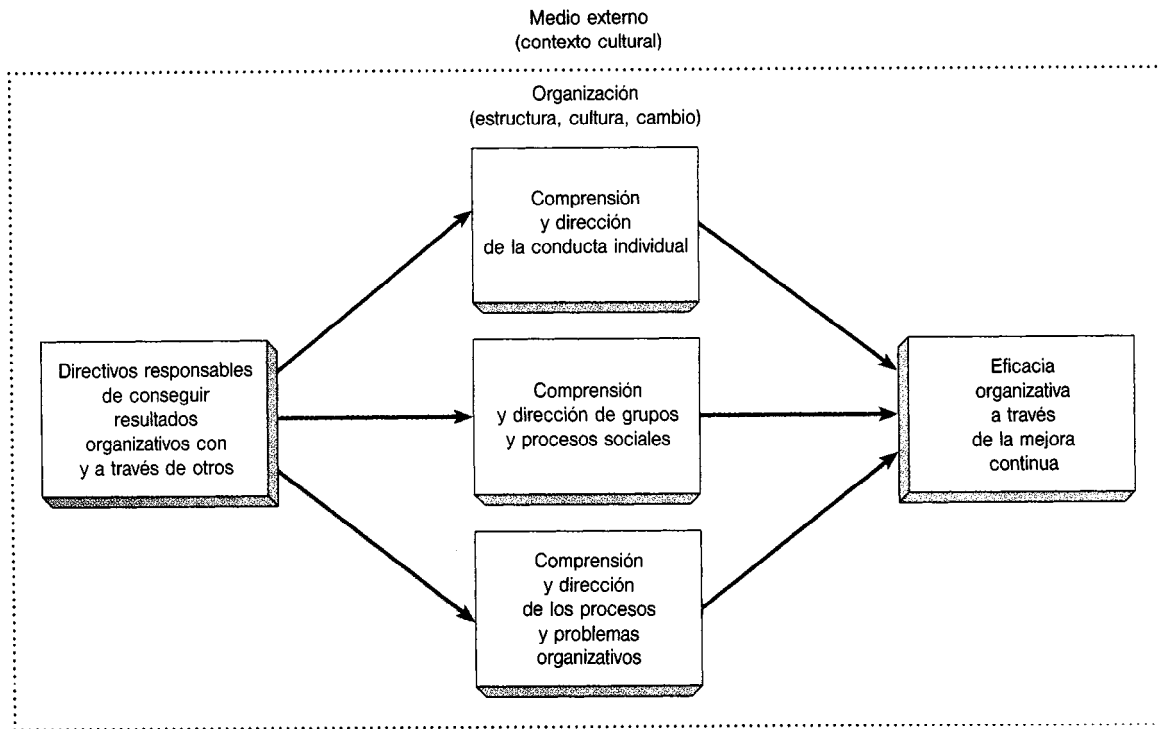 Medio externo
(contexto cultural)
Organización
(estructura, cultura, cambio)
Comprensión
y dirección
de la conducta individual
Directivos responsables
de conseguir
resultados
organizativos con
y a través de otros
Comprensión
y dirección de grupos
y procesos sociales
Eficacia
organizativa
a través
de la mejora
continua
Comprensión
y dirección
de los procesos
y problemas
organizativos